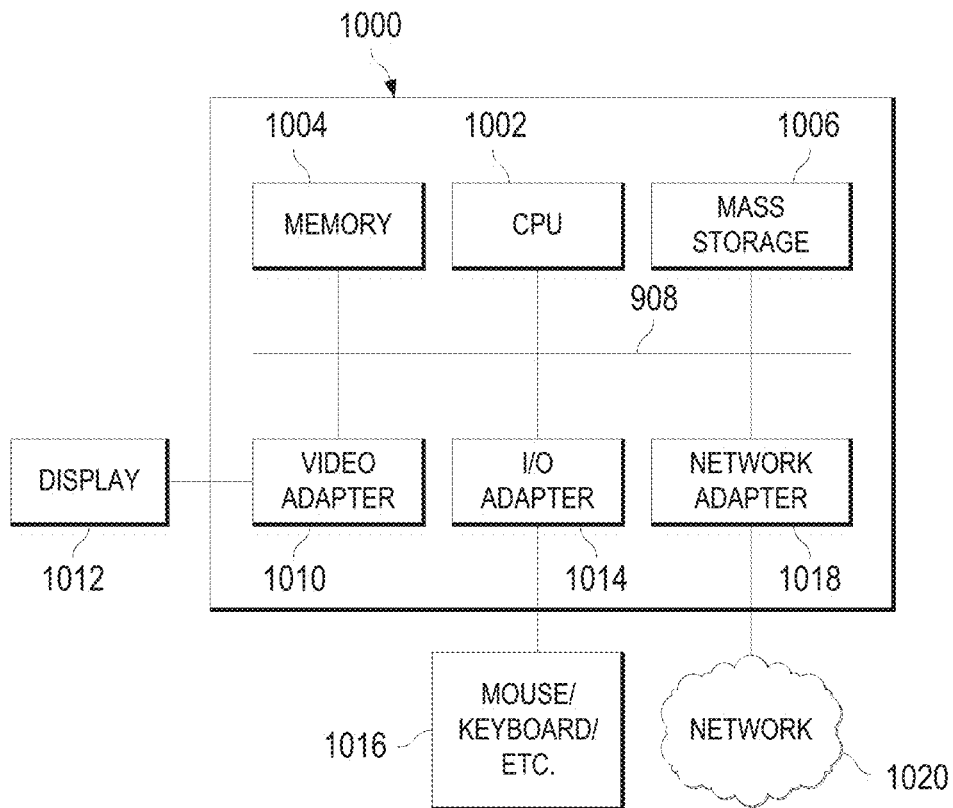 1000
1004
1002
1006
MEMORY
CPU
MASS
STORAGE
908
DISPLAY
VIDEO
ADAPTER
I/O
ADAPTER
NETWORK
ADAPTER
1012
1010
1014
1018
MOUSE/
KEYBOARD/
ETC.
NETWORK
1016
1020